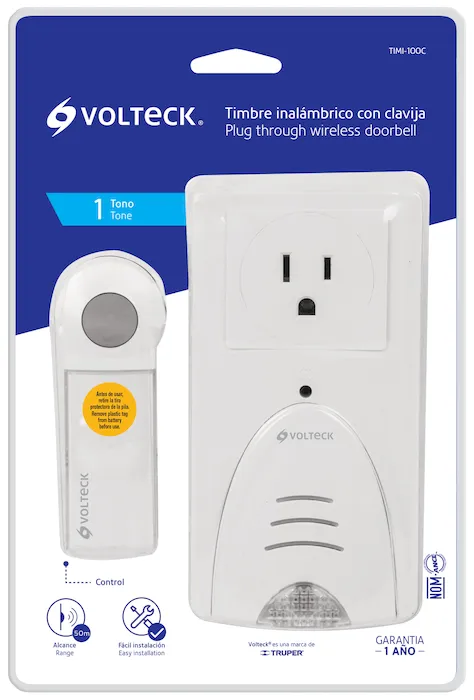 TIMI-100C
VOLTECK®
Timbre inalámbrico con clavija
Plug through wireless doorbell
1 Tono
Tone
Antes de usar,
retire la tira
protectora de la pila.
Remove plastic tag
from battery
before use.
VOLTECK
VOLTECK
Control
50m
Alcance
Range
Fácil instalación
Easy installation
Volteck® es una marca de
TRUPER®
NOM-ANCE
GARANTIA
1 AÑO